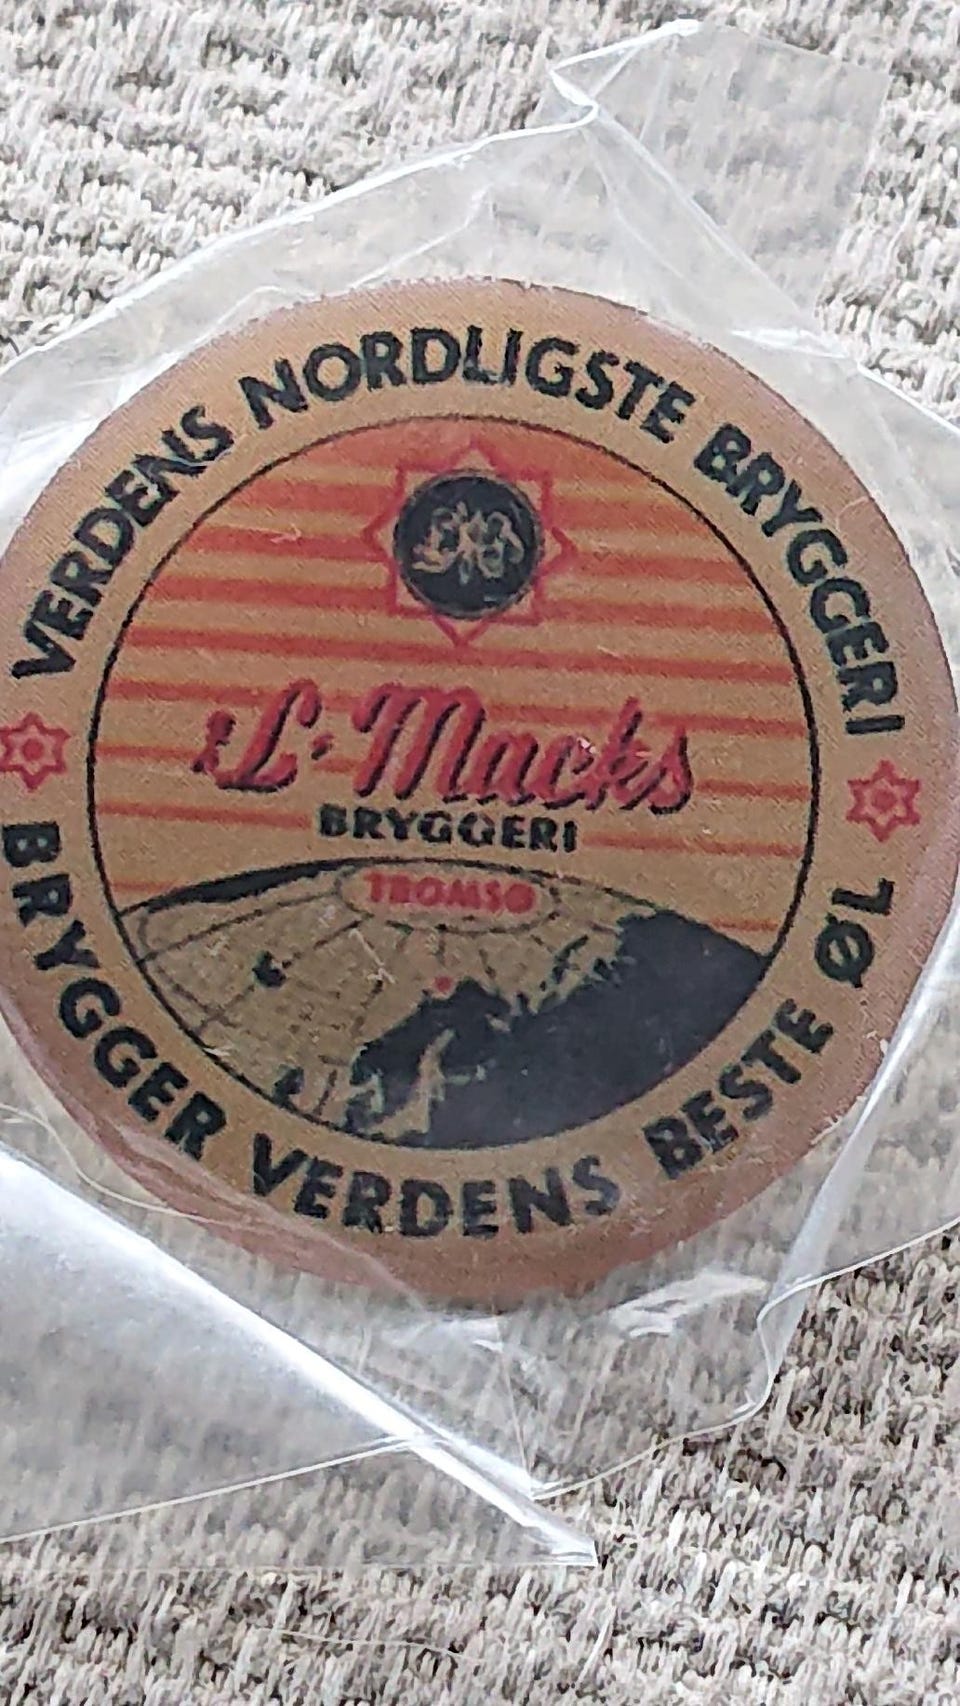 VERDENS NORDLIGSTE BRYGGERI
L. Macks
BRYGGERI
TROMSØ
BRYGGER VERDENS BESTE ØL